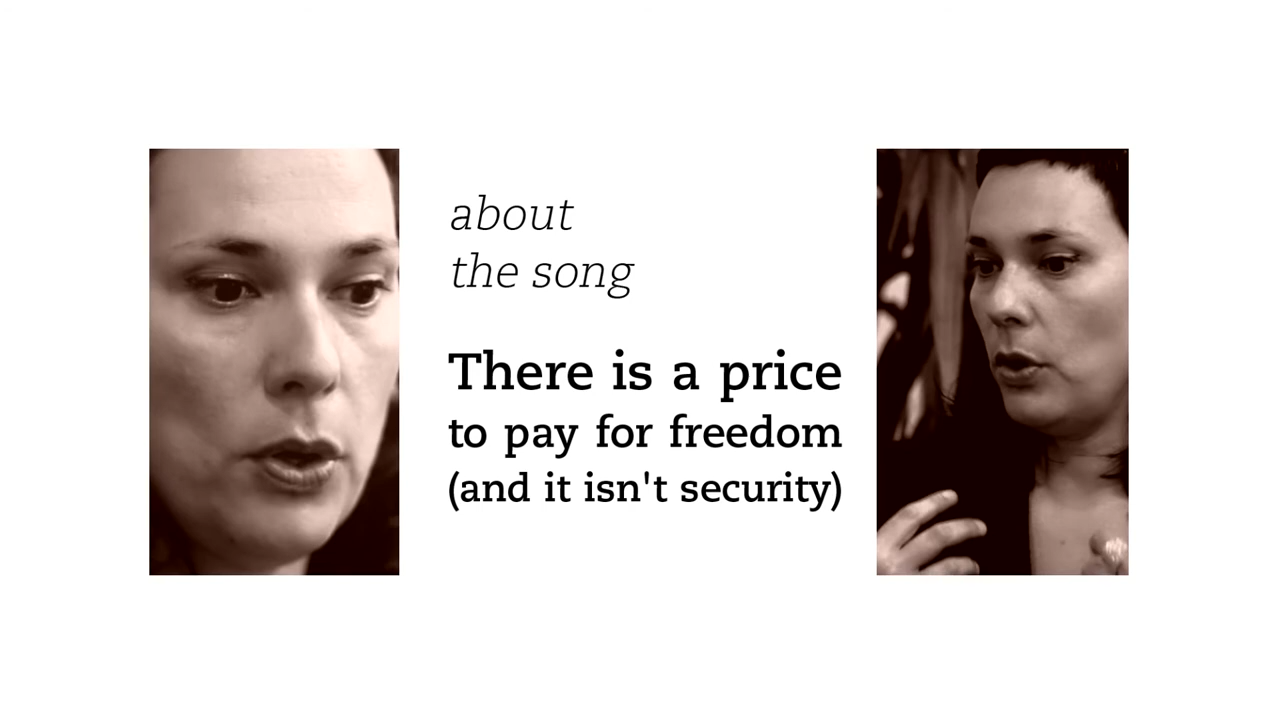 about
the song
There is a price
to pay for freedom
(and it isn't security)